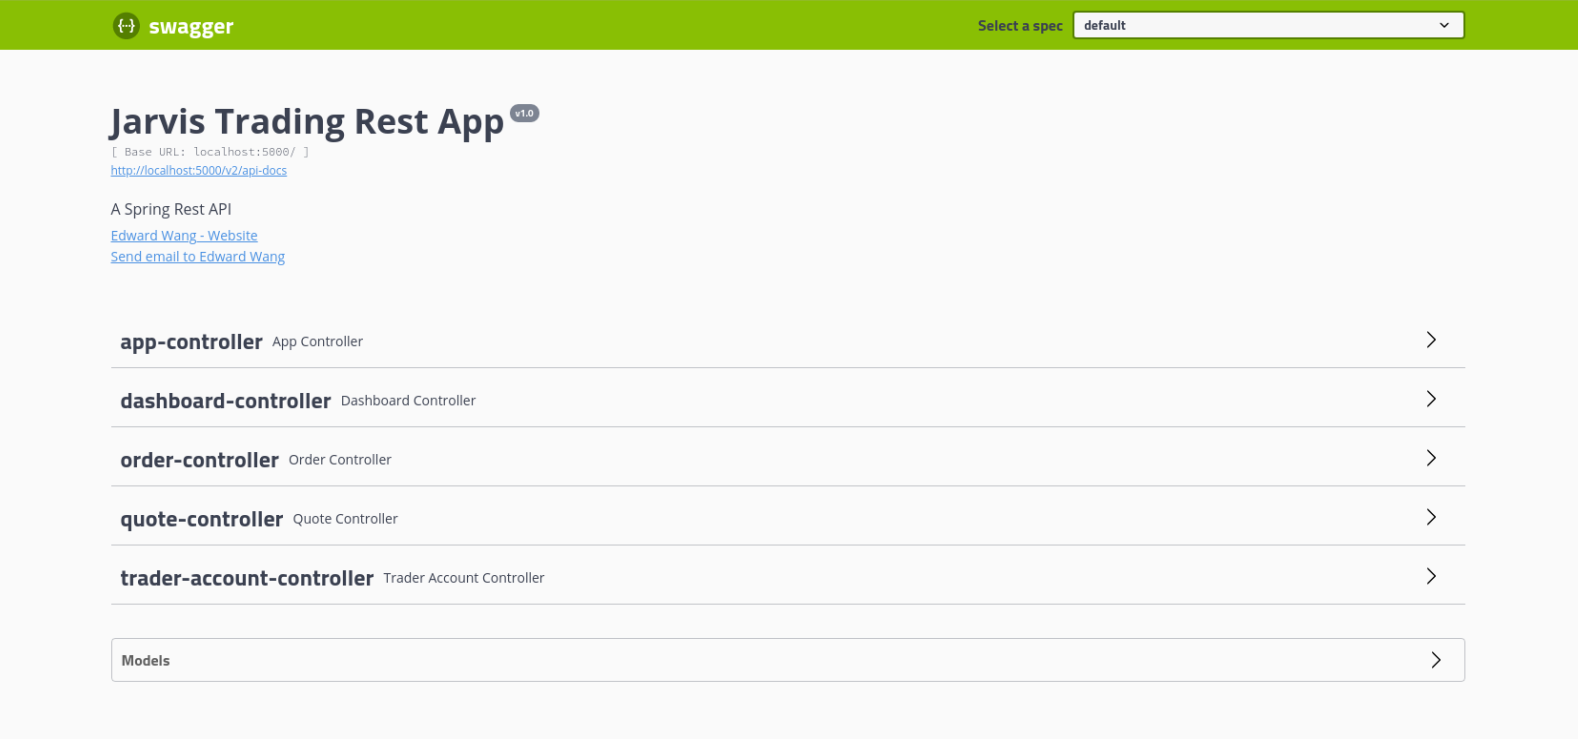 swagger
Select a spec default
Jarvis Trading Rest App v1.0
[ Base URL: localhost:5000/ ]
http://localhost:5000/v2/api-docs
A Spring Rest API
Edward Wang - Website
Send email to Edward Wang
app-controller App Controller
dashboard-controller Dashboard Controller
order-controller Order Controller
quote-controller Quote Controller
trader-account-controller Trader Account Controller
Models